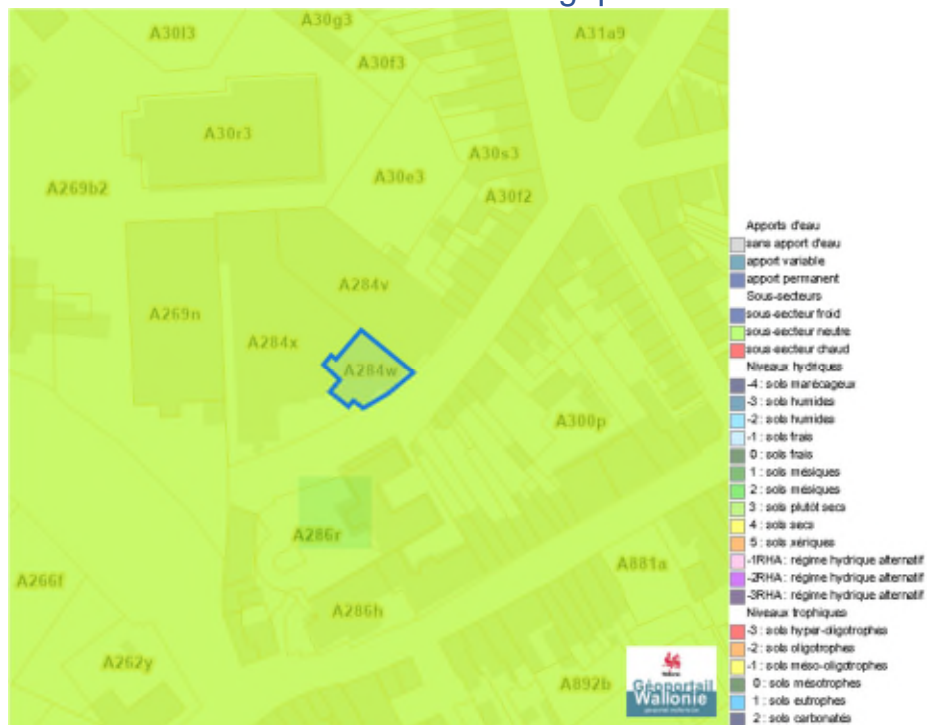 A30l3
A30g3
A31a9
A30f3
A30r3
A30s3
A30e3
A269b2
A30f2
A284v
A269n
A284x
A284w
A300p
A286r
A881a
A266f
A286h
A262y
A892b
Géoportail
Wallonie
Apports d'eau
sans apport d'eau
apport variable
apport permanent
Sous-secteurs
sous-secteur froid
sous-secteur neutre
sous-secteur chaud
Niveaux hydriques
-4 : sols marécageux
-3 : sols humides
-2 : sols humides
-1 : sols frais
0 : sols frais
1 : sols mésiques
2 : sols mésiques
3 : sols plutôt secs
4 : sols secs
5 : sols xériques
-1RHA : régime hydrique alternatif
-2RHA : régime hydrique alternatif
-3RHA : régime hydrique alternatif
Niveaux trophiques
-3 : sols hyper-oligotrophes
-2 : sols oligotrophes
-1 : sols méso-oligotrophes
0 : sols mésotrophes
1 : sols eutrophes
2 : sols carbonatés